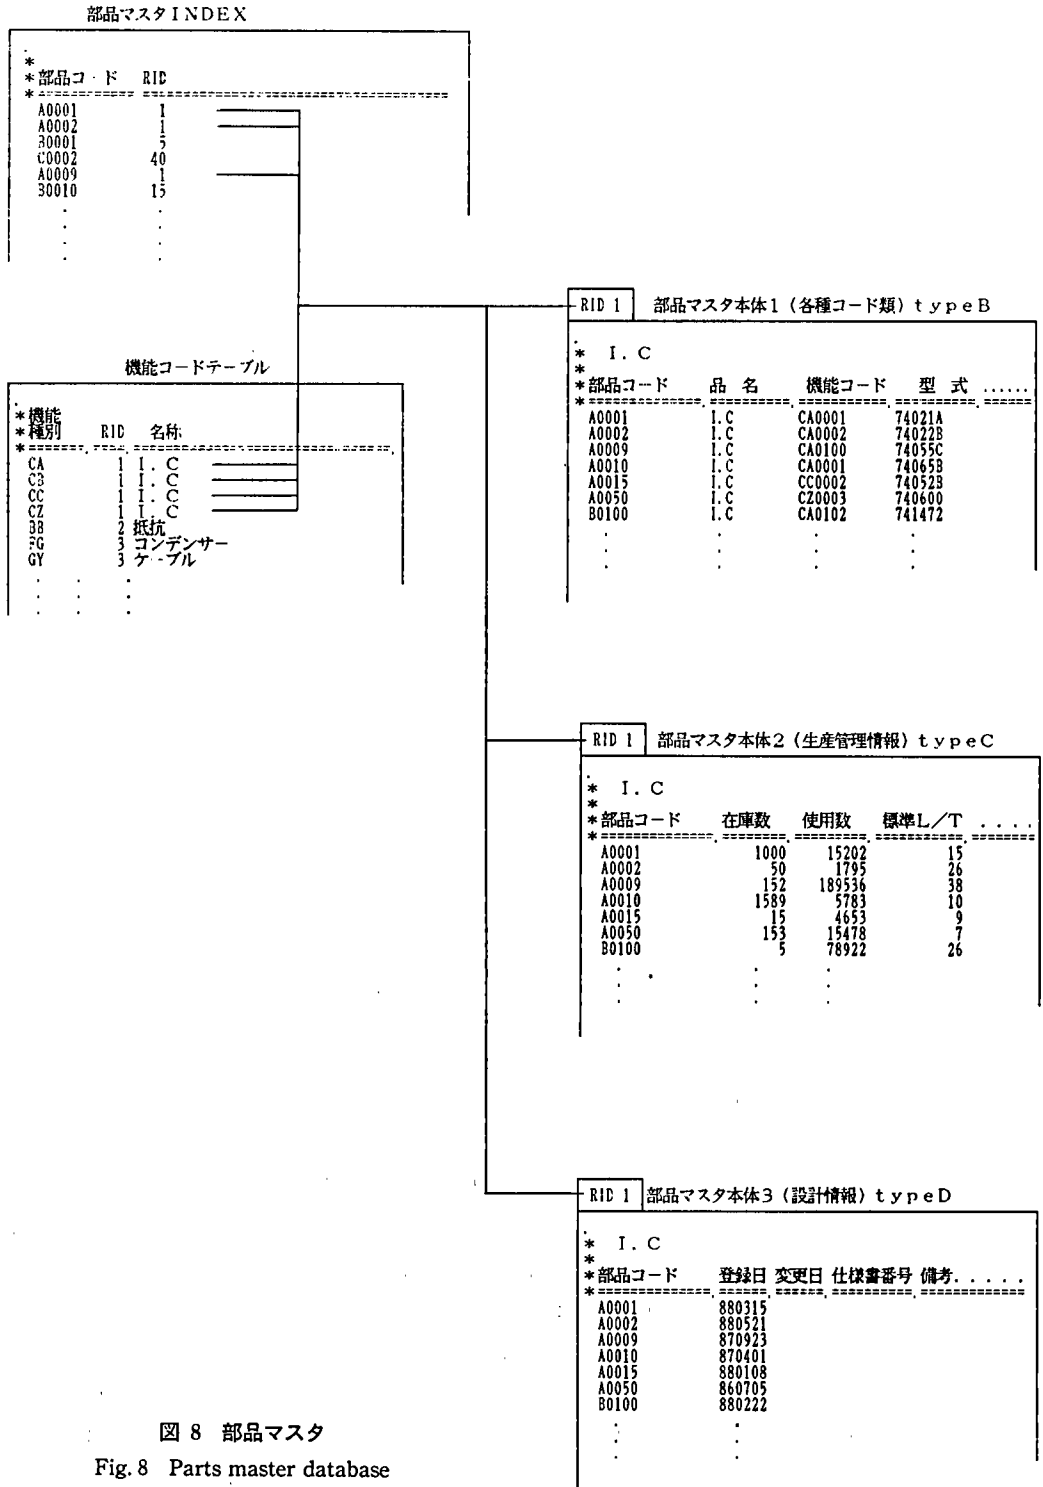 部品マスタINDEX
*
*部品コード RID
*============ ===================================
A0001 1
A0002 1
B0001 5
C0002 40
A0009 1
B0010 15
機能コードテーブル
*機能
*種別 RID 名称
*======= ==== ================================
CA 1 I.C
CB 1 I.C
CC 1 I.C
CZ 1 I.C
BB 2 抵抗
FG 3 コンデンサー
GY 3 ケーブル
RID 1 部品マスタ本体1(各種コード類)typeB
* I.C
*
*部品コード 品 名 機能コード 型 式 ......
*============== ========== =========== ========== ======
A0001 I.C CA0001 74021A
A0002 I.C CA0002 74022B
A0009 I.C CA0100 74055C
A0010 I.C CA0001 74065B
A0015 I.C CC0002 74052B
A0050 I.C CZ0003 740600
B0100 I.C CA0102 741472
RID 1 部品マスタ本体2(生産管理情報)typeC
* I.C
*
*部品コード 在庫数 使用数 標準L/T ....
*============== ========= ========= =========== ========
A0001 1000 15202 15
A0002 50 1795 26
A0009 152 189536 38
A0010 1589 5783 10
A0015 15 4653 9
A0050 153 15478 7
B0100 5 78922 26
RID 1 部品マスタ本体3(設計情報)typeD
* I.C
*
*部品コード 登録日 変更日 仕様書番号 備考.....
*============== ====== ====== ========== =============
A0001 880315
A0002 880521
A0009 870923
A0010 870401
A0015 880108
A0050 860705
B0100 880222
図 8 部品マスタ
Fig. 8 Parts master database